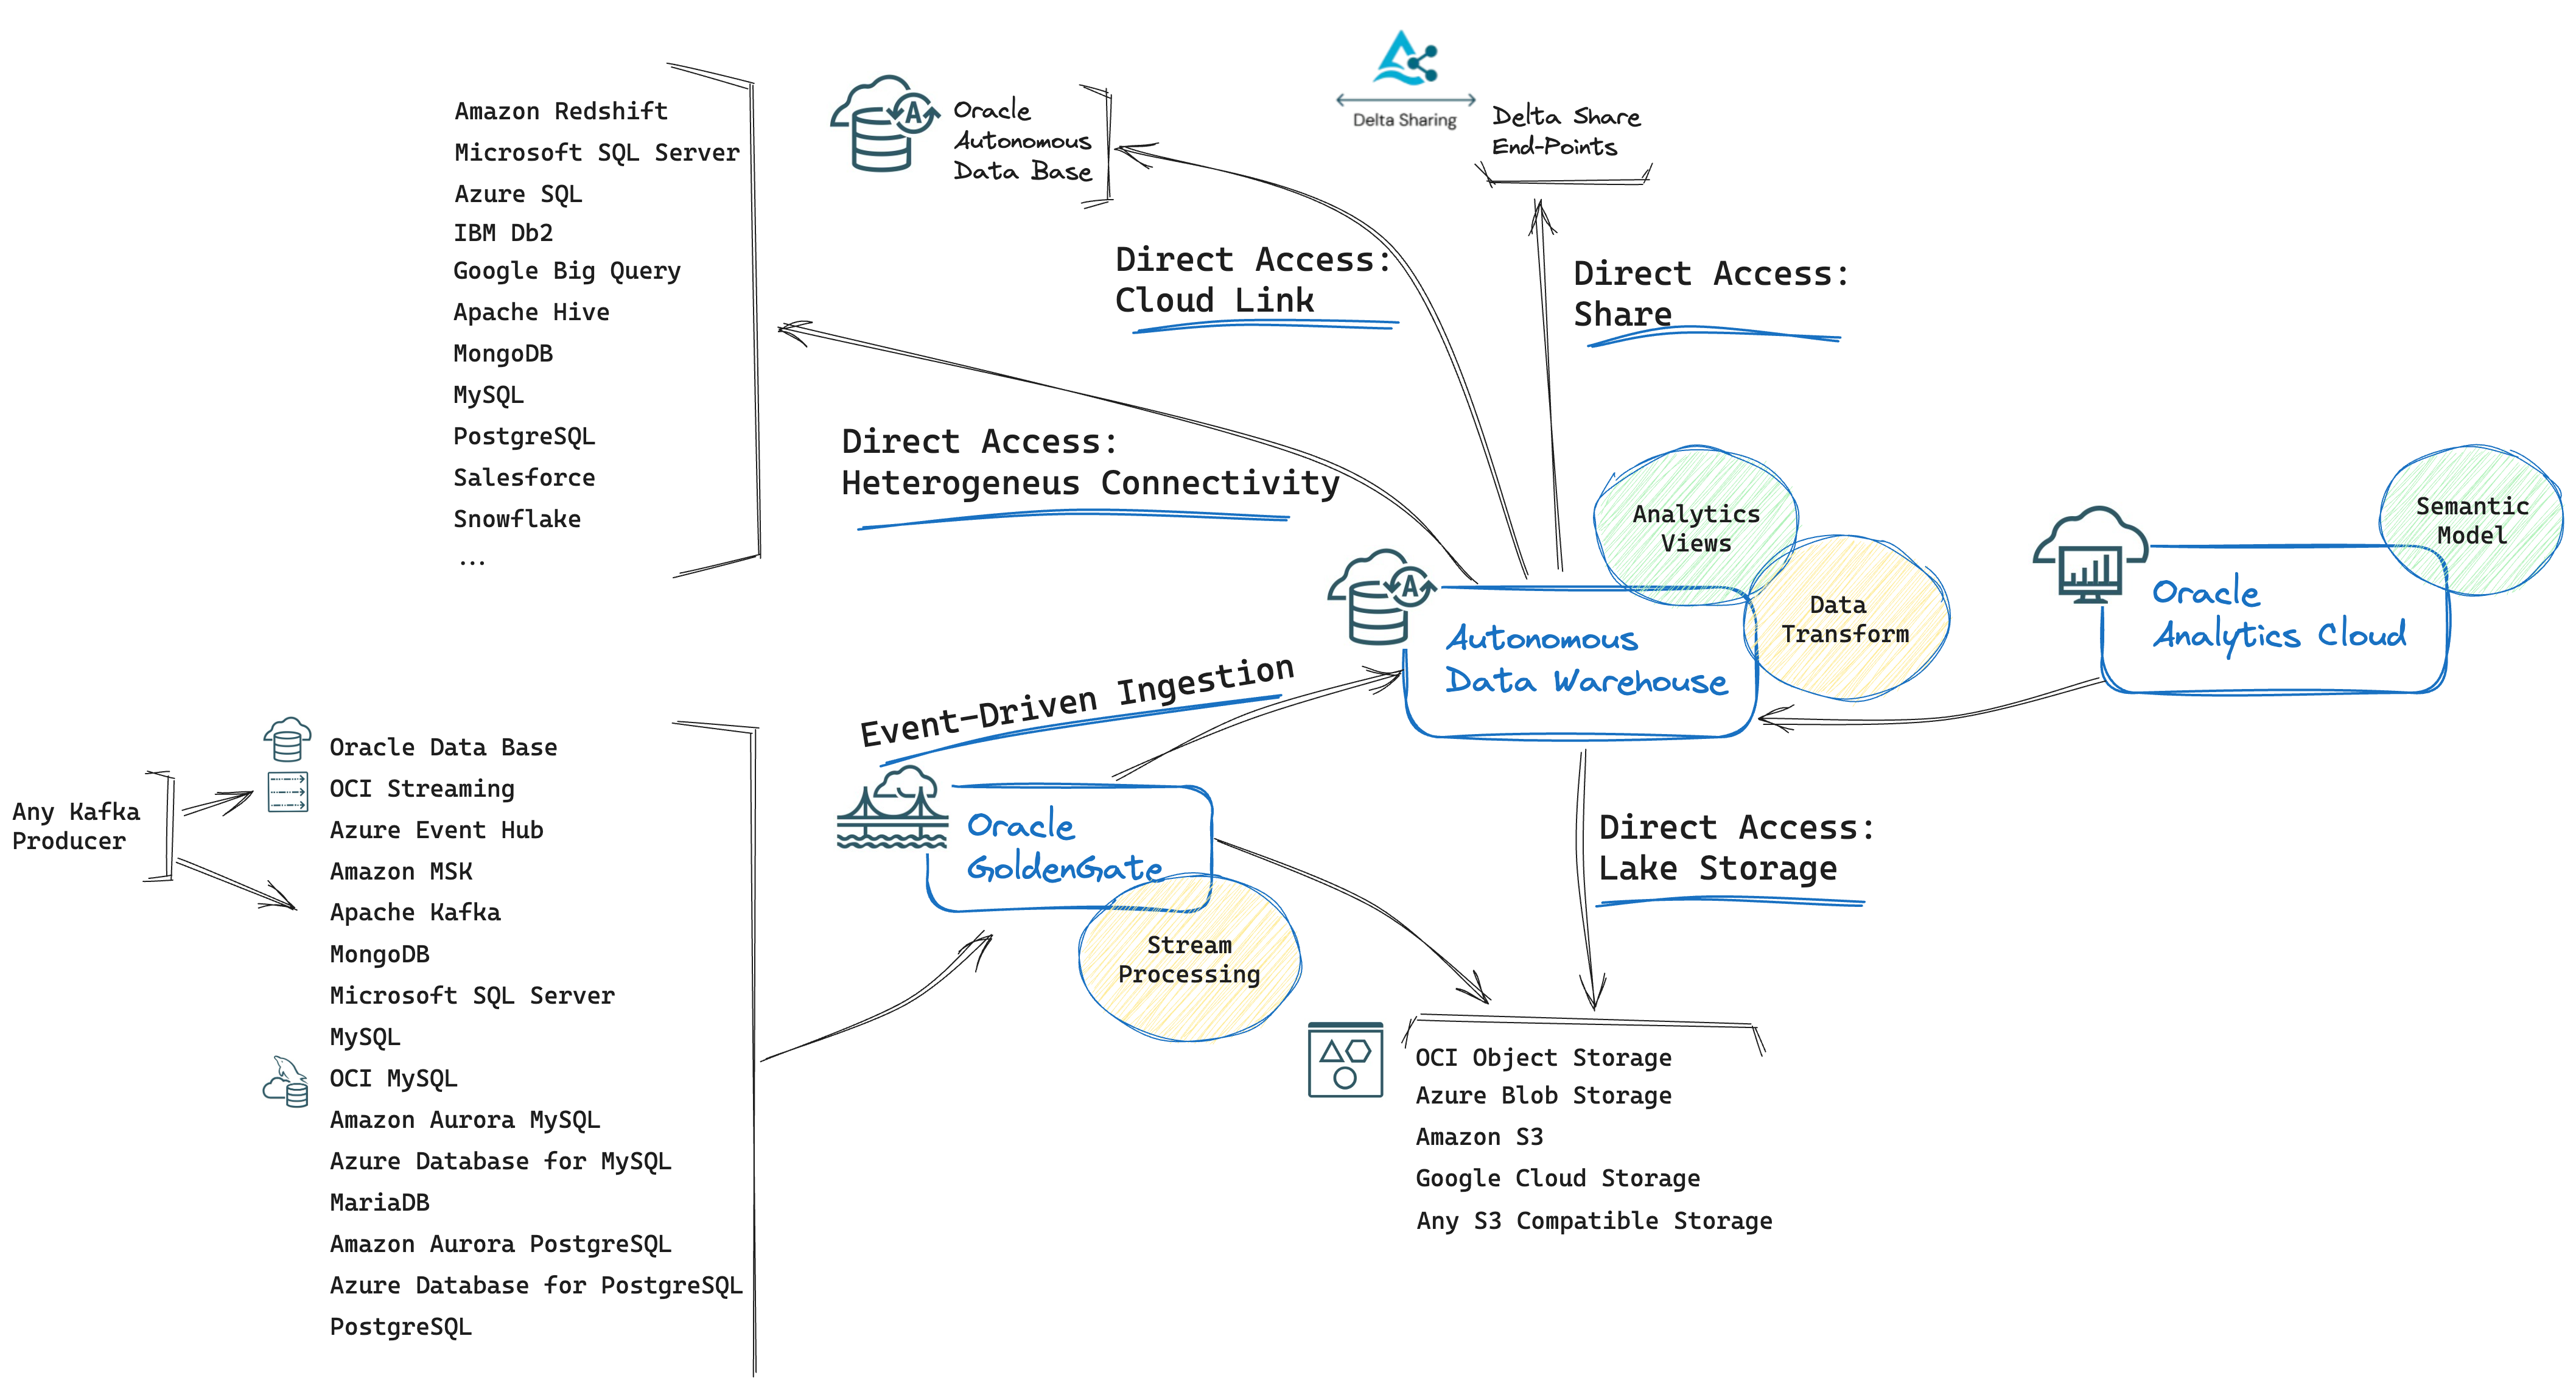 Amazon Redshift
Microsoft SQL Server
Azure SQL
IBM Db2
Google Big Query
Apache Hive
MongoDB
MySQL
PostgreSQL
Salesforce
Snowflake
...
A
Oracle
Autonomous
Data Base
Delta Sharing
Delta Share
End-Points
Direct Access:
Cloud Link
Direct Access:
Share
Direct Access:
Heterogeneus Connectivity
Analytics
Views
Data
Transform
A
Autonomous
Data Warehouse
Semantic
Model
Oracle
Analytics Cloud
Event-Driven Ingestion
Any Kafka
Producer
Oracle Data Base
OCI Streaming
Azure Event Hub
Amazon MSK
Apache Kafka
MongoDB
Microsoft SQL Server
MySQL
OCI MySQL
Amazon Aurora MySQL
Azure Database for MySQL
MariaDB
Amazon Aurora PostgreSQL
Azure Database for PostgreSQL
PostgreSQL
Oracle
GoldenGate
Stream
Processing
Direct Access:
Lake Storage
OCI Object Storage
Azure Blob Storage
Amazon S3
Google Cloud Storage
Any S3 Compatible Storage